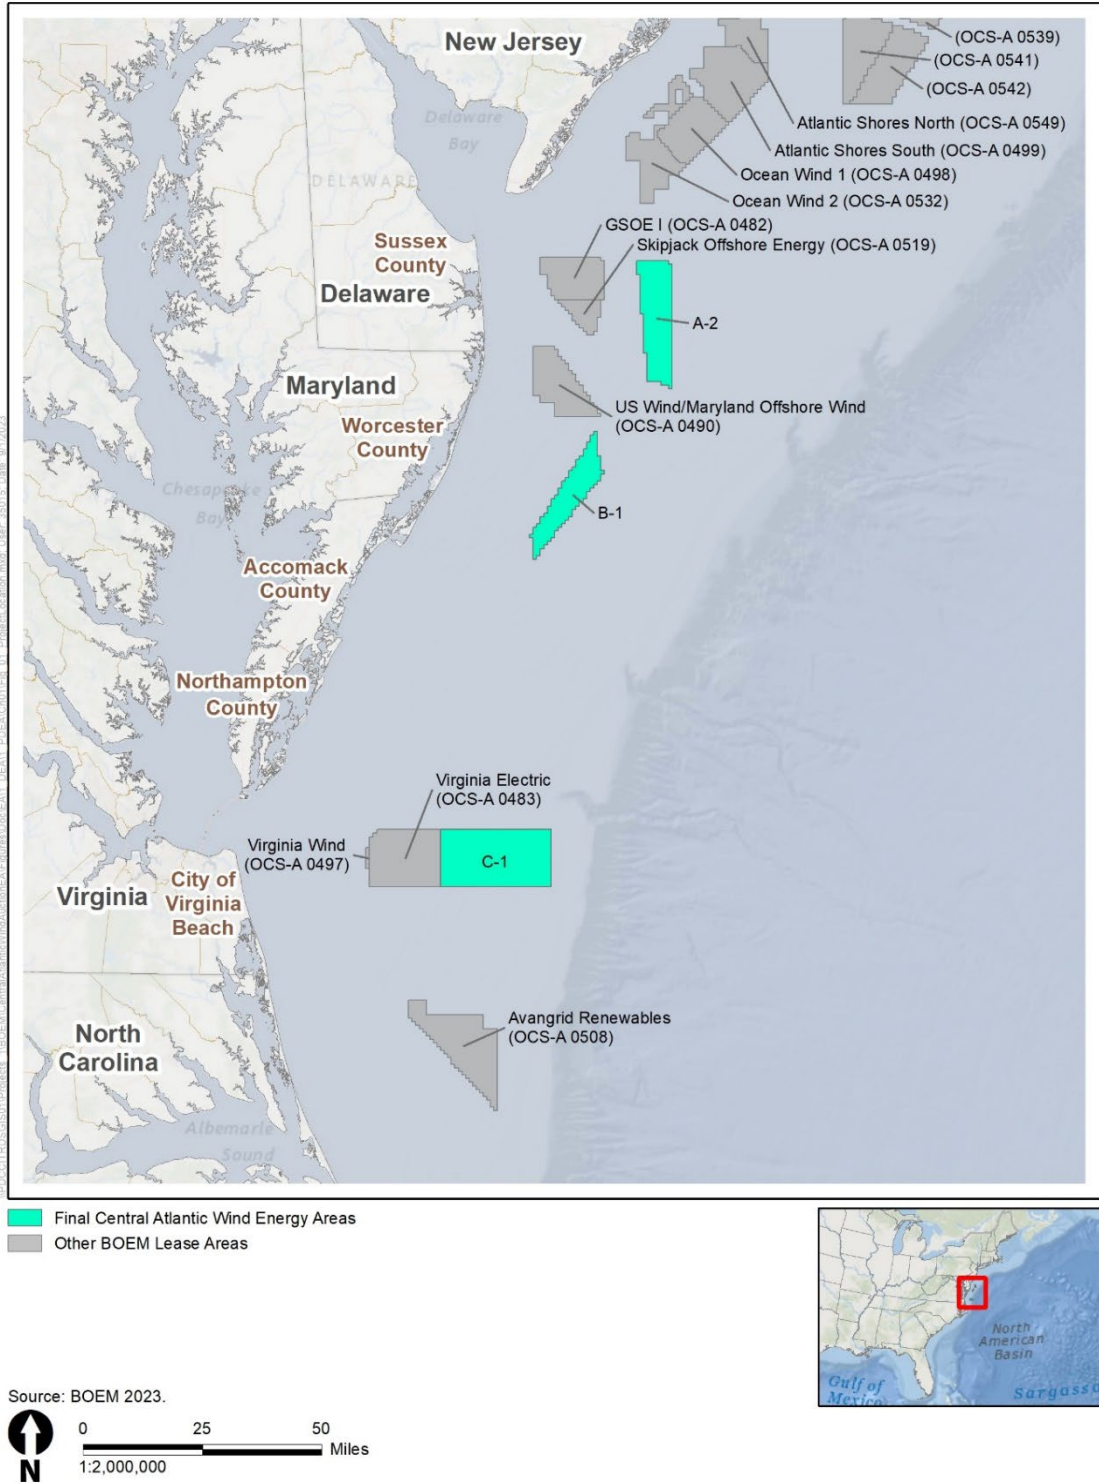 New Jersey
(OCS-A 0539)
(OCS-A 0541)
(OCS-A 0542)
Delaware
Bay
Atlantic Shores North (OCS-A 0549)
Atlantic Shores South (OCS-A 0499)
Ocean Wind 1 (OCS-A 0498)
Ocean Wind 2 (OCS-A 0532)
DELAWARE
GSOE I (OCS-A 0482)
Skipjack Offshore Energy (OCS-A 0519)
Sussex
County
Delaware
A-2
Maryland
US Wind/Maryland Offshore Wind
(OCS-A 0490)
Worcester
County
Chesapeake
Bay
B-1
Accomack
County
Northampton
County
Virginia Electric
(OCS-A 0483)
Virginia Wind
(OCS-A 0497)
C-1
City of
Virginia
Beach
Virginia
Avangrid Renewables
(OCS-A 0508)
North
Carolina
Albemarle
Sound
Final Central Atlantic Wind Energy Areas
Other BOEM Lease Areas
North
American
Basin
Gulf of
Mexico
Sargasso
Source: BOEM 2023.
0 25 50
Miles
1:2,000,000
N